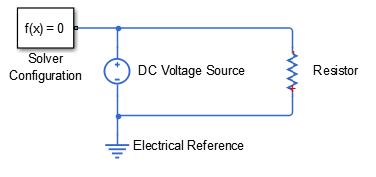 f(x) = 0
Solver
Configuration
DC Voltage Source
Resistor
Electrical Reference